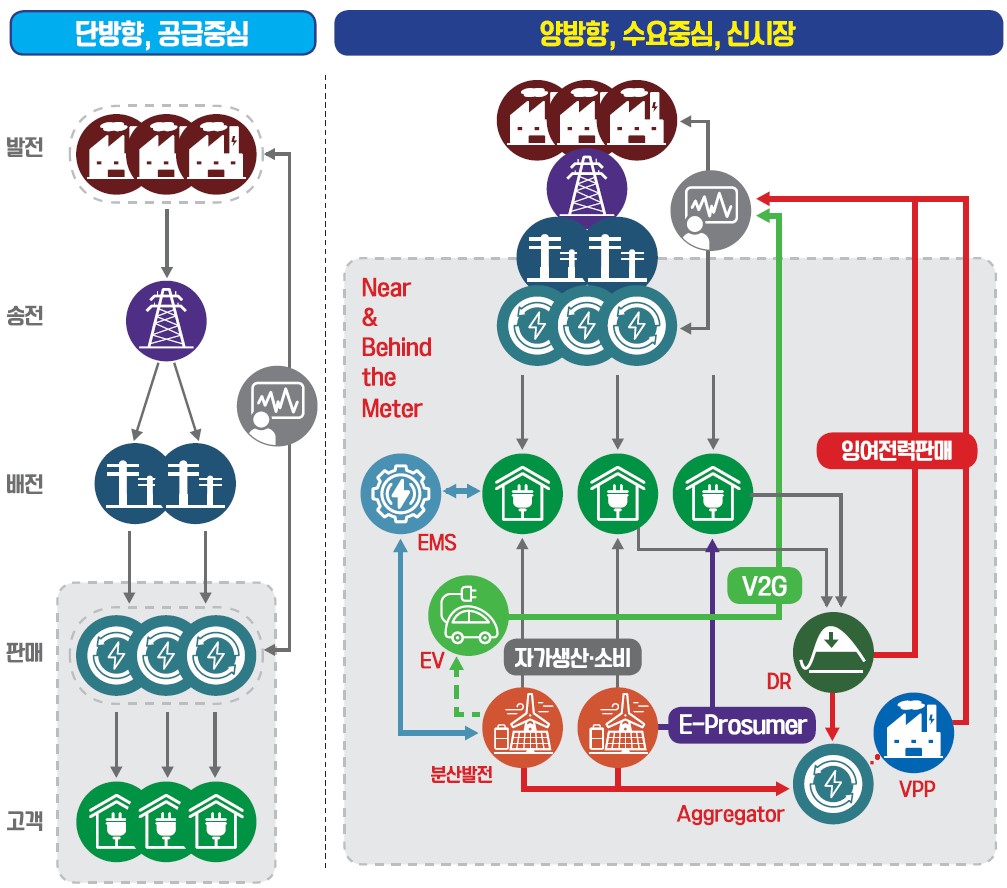 단방향, 공급중심
양방향, 수요중심, 신시장
발전
송전
배전
판매
고객
Near
&
Behind
the
Meter
잉여전력판매
EMS
V2G
EV
자가생산·소비
DR
E-Prosumer
분산발전
VPP
Aggregator